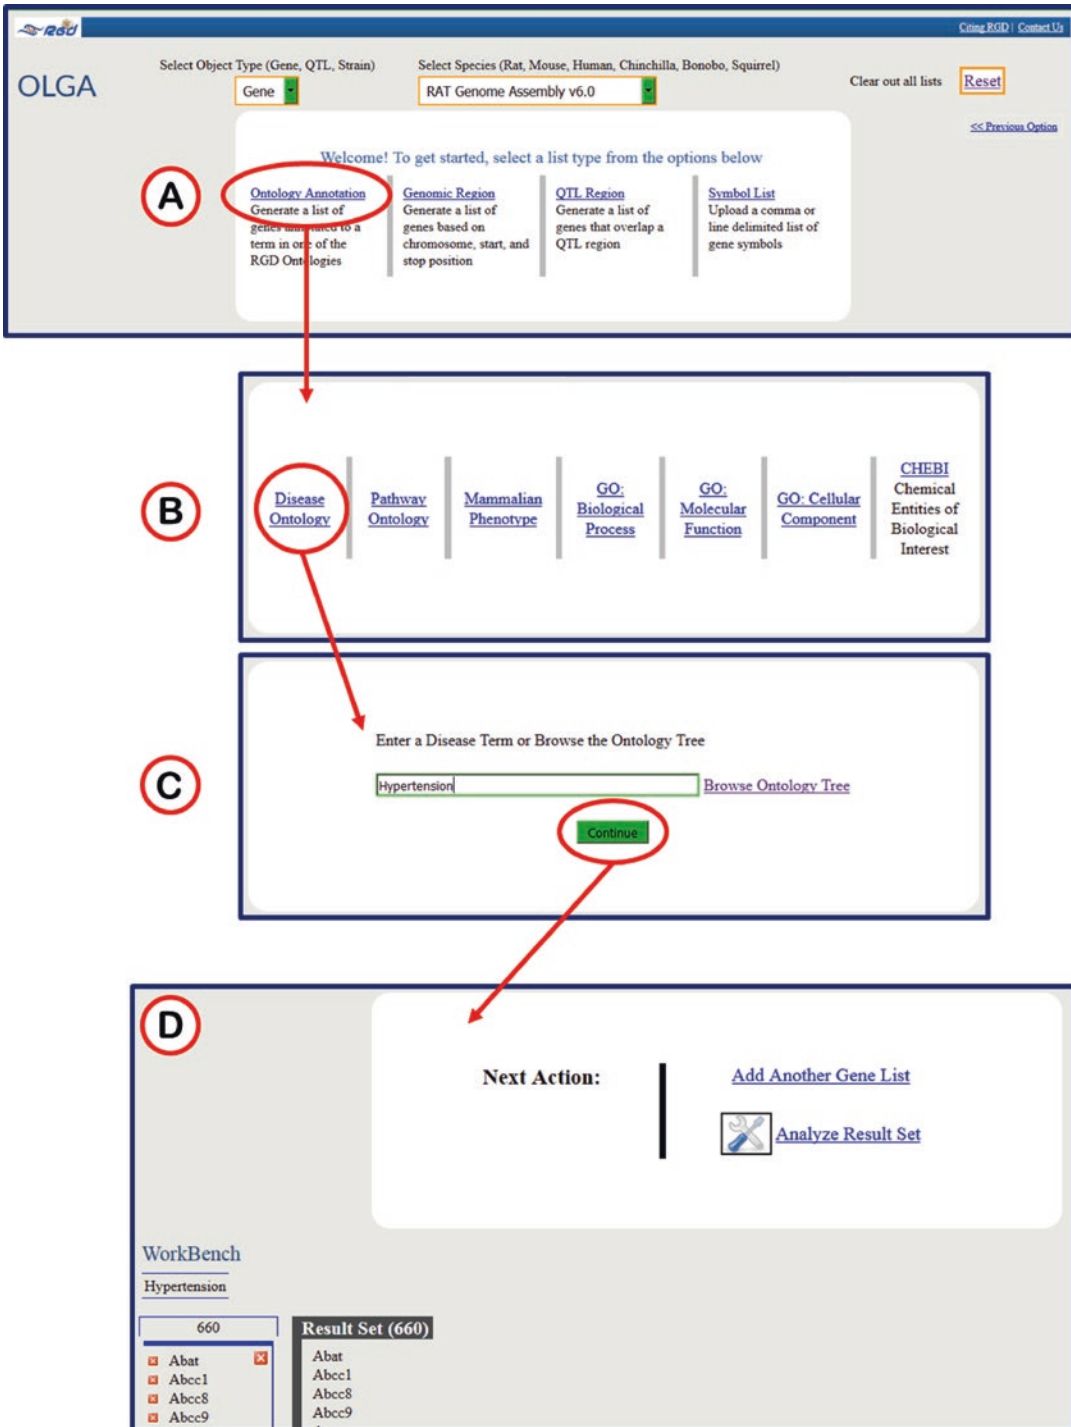 RGD
Citing RGD | Contact Us
OLGA
Select Object Type (Gene, QTL, Strain)
Gene
Select Species (Rat, Mouse, Human, Chinchilla, Bonobo, Squirrel)
RAT Genome Assembly v6.0
Clear out all lists
Reset
<< Previous Option
A
Welcome! To get started, select a list type from the options below
Ontology Annotation
Generate a list of
genes annotated to a
term in one of the
RGD Ontologies
Genomic Region
Generate a list of
genes based on
chromosome, start, and
stop position
QTL Region
Generate a list of
genes that overlap a
QTL region
Symbol List
Upload a comma or
line delimited list of
gene symbols
B
Disease
Ontology
Pathway
Ontology
Mammalian
Phenotype
GO:
Biological
Process
GO:
Molecular
Function
GO: Cellular
Component
CHEBI
Chemical
Entities of
Biological
Interest
C
Enter a Disease Term or Browse the Ontology Tree
Hypertension
Browse Ontology Tree
Continue
D
Next Action:
Add Another Gene List
Analyze Result Set
WorkBench
Hypertension
660
Abat
Abcc1
Abcc8
Abcc9
Result Set (660)
Abat
Abcc1
Abcc8
Abcc9